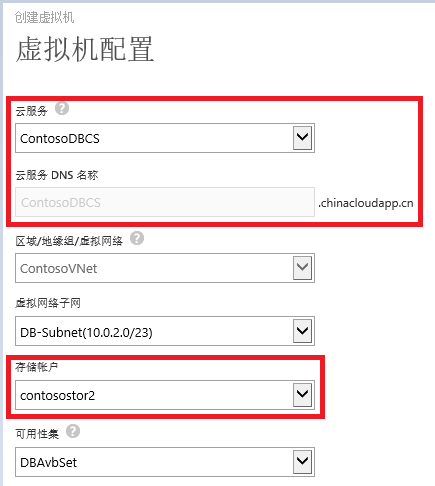 创建虚拟机
虚拟机配置
云服务 ?
ContosoDBCS
云服务 DNS 名称
ContosoDBCS .chinacloudapp.cn
区域/地缘组/虚拟网络 ?
ContosoVNet
虚拟网络子网
DB-Subnet(10.0.2.0/23)
存储帐户
contosostor2
可用性集 ?
DBAvbSet